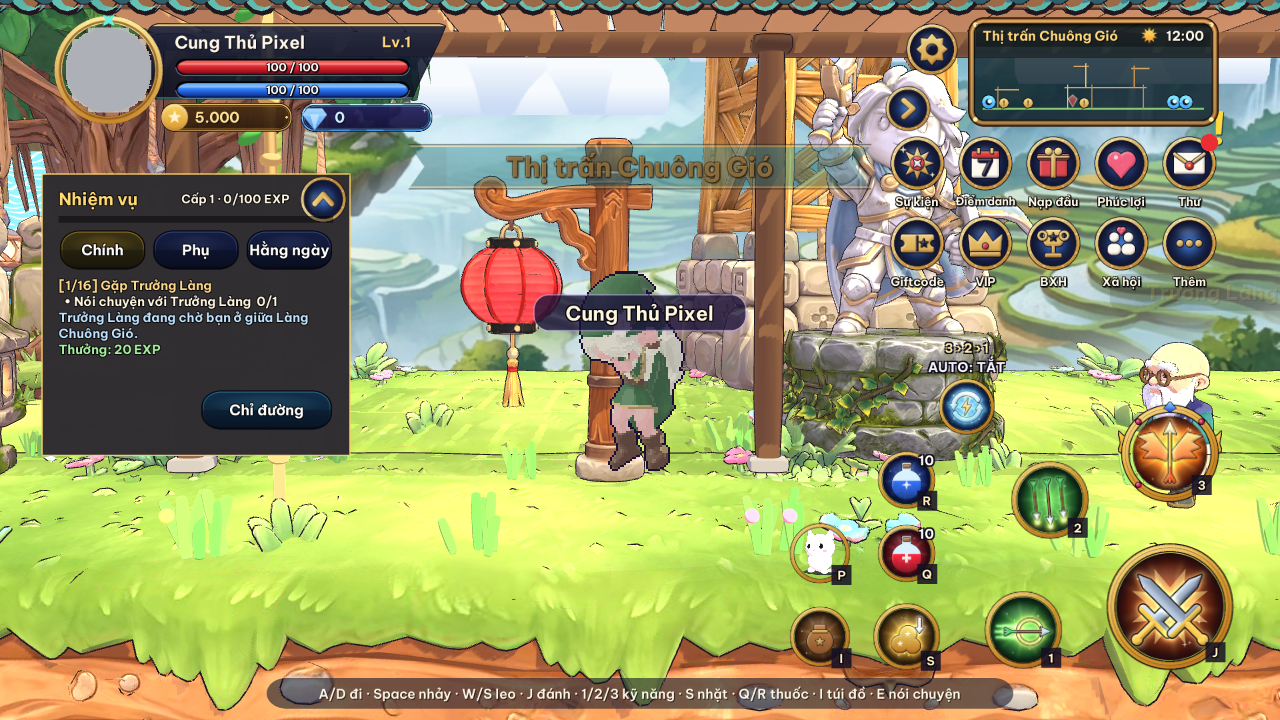 Cung Thủ Pixel
Lv.1
100 / 100
100 / 100
5.000
0
Thị trấn Chuông Gió
12:00
Nhiệm vụ
Cấp 1 · 0/100 EXP
Chính
Phụ
Hằng ngày
[1/16] Gặp Trưởng Làng
• Nói chuyện với Trưởng Làng 0/1
Trưởng Làng đang chờ bạn ở giữa Làng
Chuông Gió.
Thưởng: 20 EXP
Chỉ đường
Thị trấn Chuông Gió
Cung Thủ Pixel
7
Sự kiện
Điểm danh
Nạp đầu
Phúc lợi
Thư
Giftcode
VIP
BXH
Xã hội
Thêm
Trưởng Làng
3>2>1
AUTO: TẮT
10
R
10
Q
P
I
S
1
2
3
J
A/D đi · Space nhảy · W/S leo · J đánh · 1/2/3 kỹ năng · S nhặt · Q/R thuốc · I túi đồ · E nói chuyện